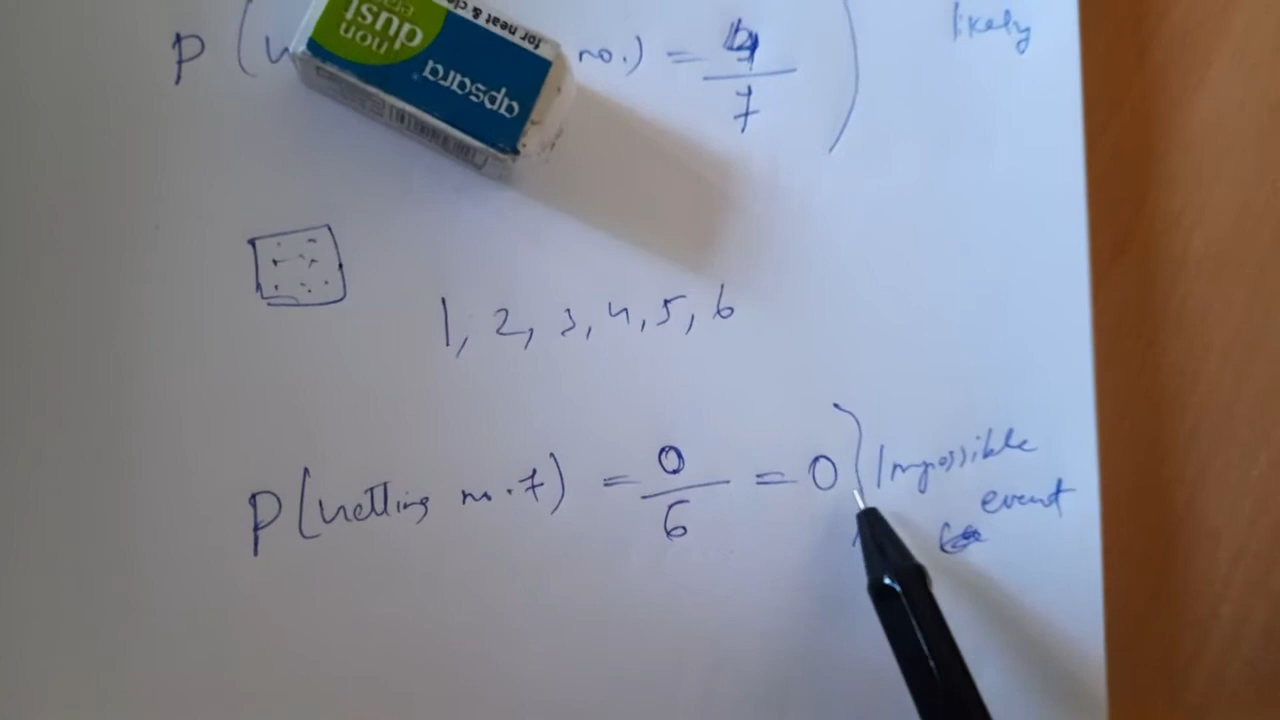 P ( no.) = 4/7
likely
for neat & cl
non
dust
apsara
1, 2, 3, 4, 5, 6
P(netting no. 7) = 0/6 = 0
Impossible
event